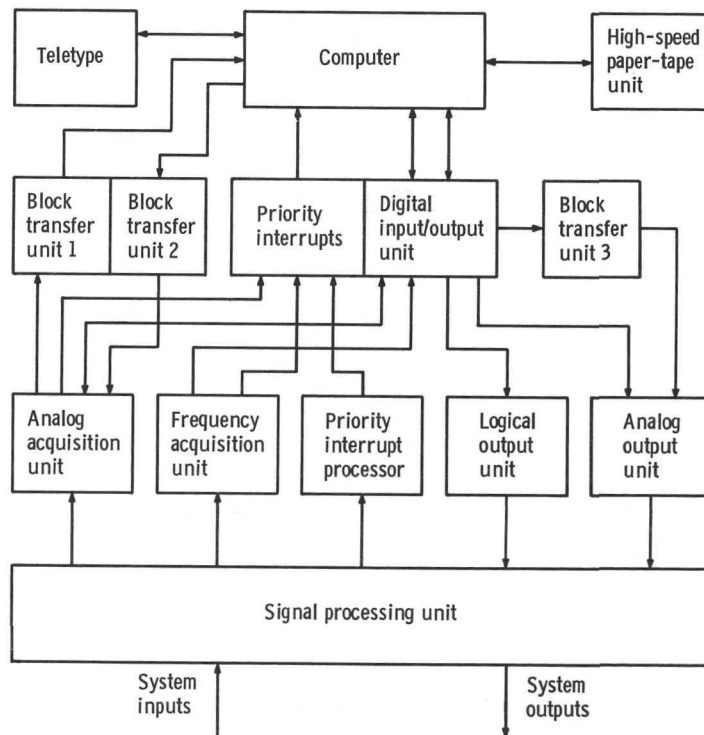 Teletype
Computer
High-speed
paper-tape
unit
Block
transfer
unit 1
Block
transfer
unit 2
Priority
interrupts
Digital
input/output
unit
Block
transfer
unit 3
Analog
acquisition
unit
Frequency
acquisition
unit
Priority
interrupt
processor
Logical
output
unit
Analog
output
unit
Signal processing unit
System
inputs
System
outputs